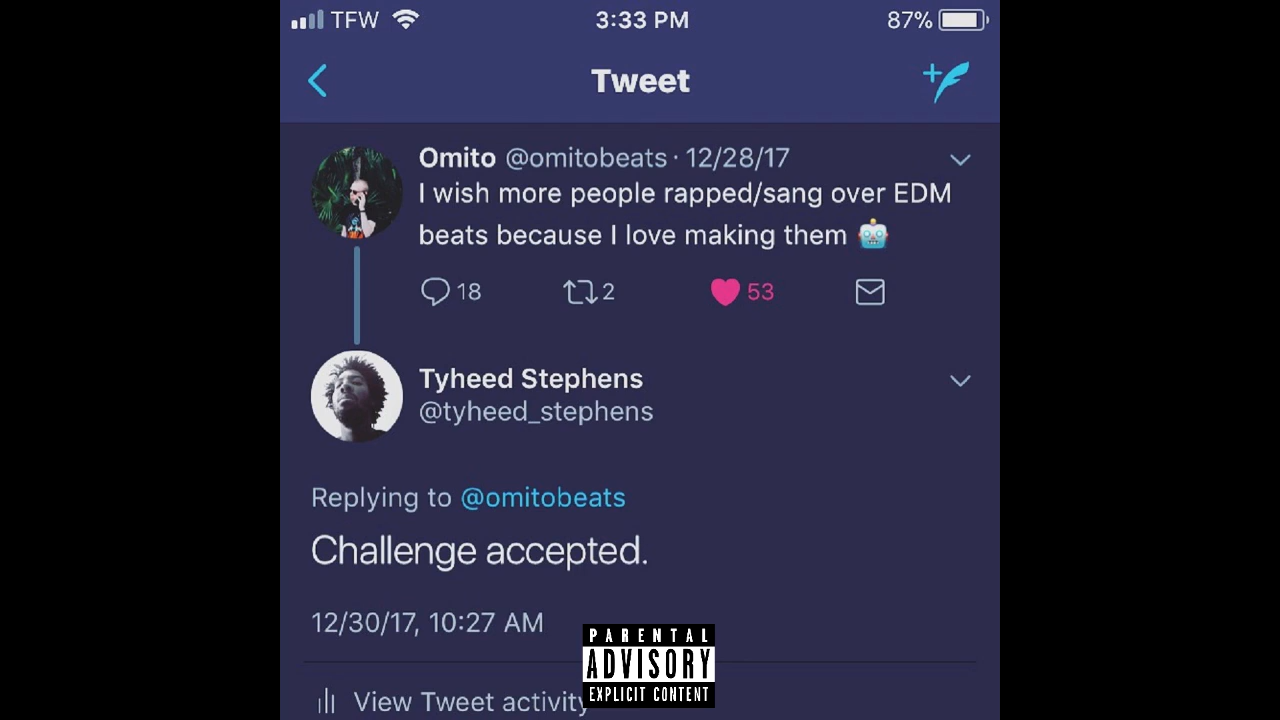 TFW 3:33 PM 87%
Tweet
Omito @omitobeats · 12/28/17
I wish more people rapped/sang over EDM
beats because I love making them 🤖
18 2 53
Tyheed Stephens
@tyheed_stephens
Replying to @omitobeats
Challenge accepted.
12/30/17, 10:27 AM
PARENTAL
ADVISORY
EXPLICIT CONTENT
View Tweet activity